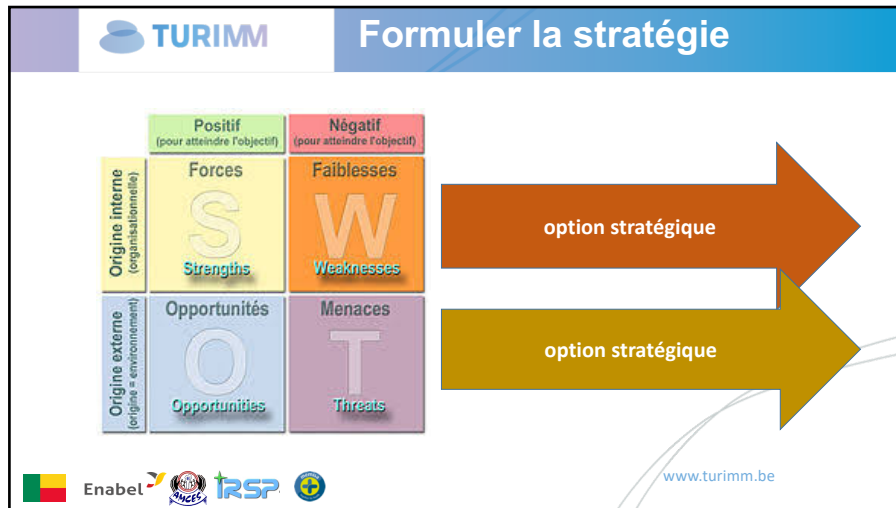 TURIMM
Formuler la stratégie
Positif
(pour atteindre l'objectif)
Négatif
(pour atteindre l'objectif)
Origine interne
(organisationnelle)
Forces
S
Strengths
Faiblesses
W
Weaknesses
option stratégique
Origine externe
(origine = environnement)
Opportunités
O
Opportunities
Menaces
T
Threats
option stratégique
Enabel
AMCES
IRSP
www.turimm.be